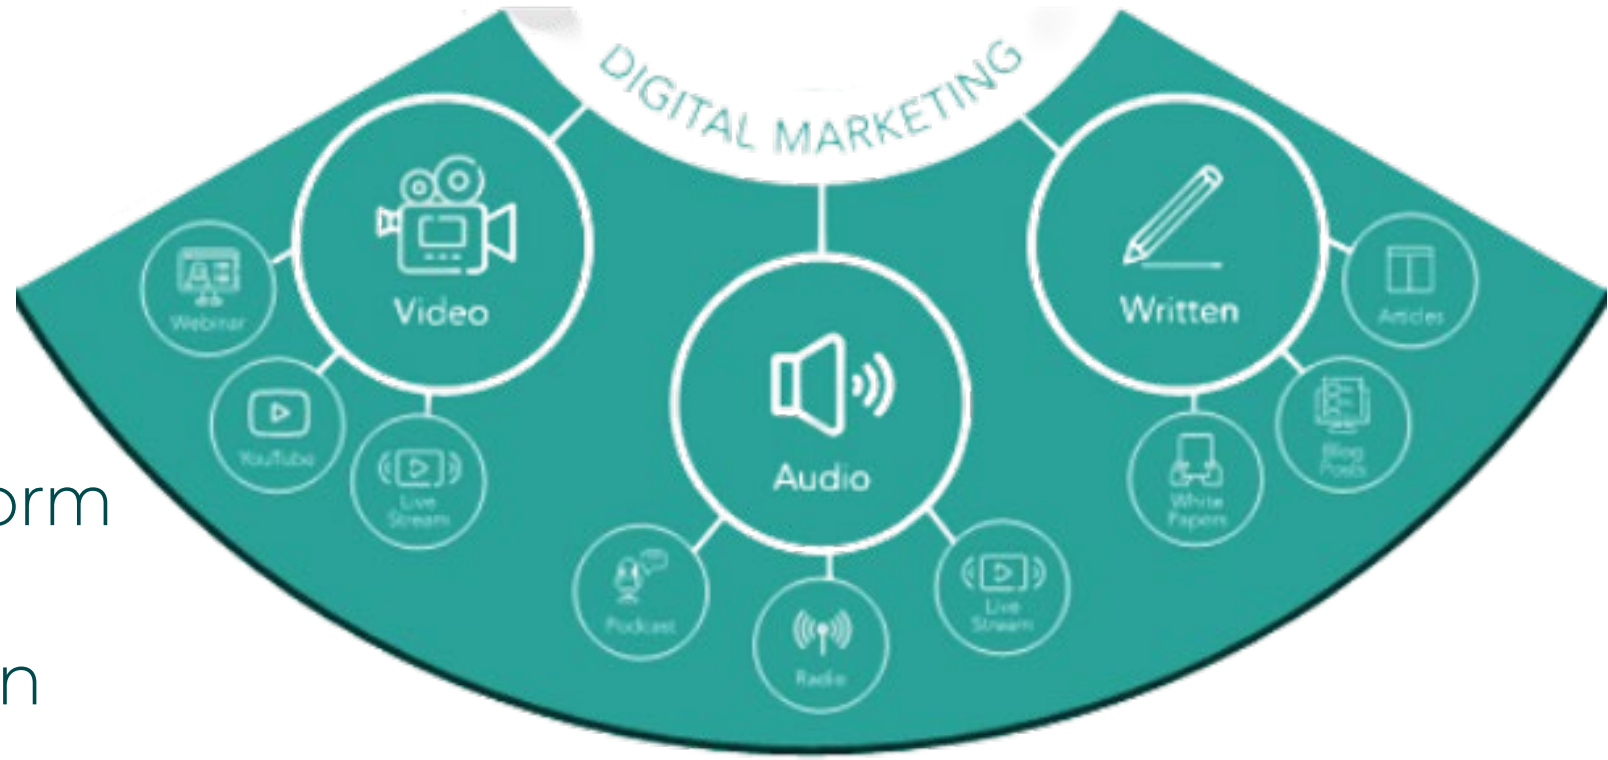 DIGITAL MARKETING
Video
Webinar
YouTube
Live
Stream
Audio
Podcast
Radio
Live
Stream
Written
Articles
Blog
Posts
White
Papers
orm
n